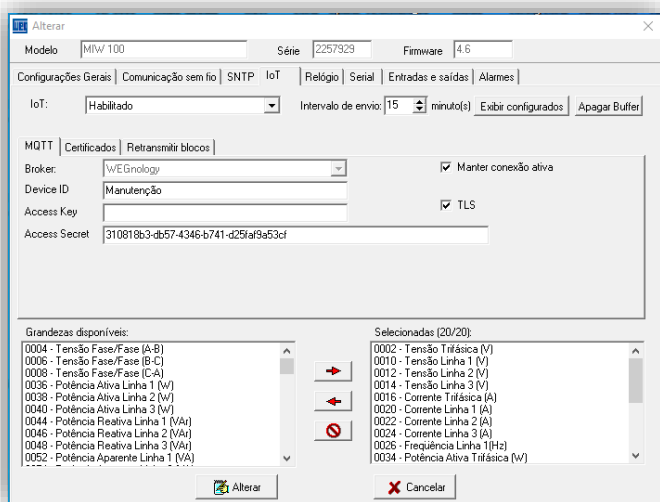 WEG Alterar
Modelo MIW 100 Série 2257929 Firmware 4.6
Configurações Gerais Comunicação sem fio SNTP IoT Relógio Serial Entradas e saídas Alarmes
IoT: Habilitado Intervalo de envio: 15 minuto(s) Exibir configurados Apagar Buffer
MQTT Certificados Retransmitir blocos
Broker: WEGnology Manter conexão ativa
Device ID Manutenção
Access Key TLS
Access Secret 310818b3-db57-4346-b741-d25faf9a53cf
Grandezas disponíveis:
0004 - Tensão Fase/Fase (A-B)
0006 - Tensão Fase/Fase (B-C)
0008 - Tensão Fase/Fase (C-A)
0036 - Potência Ativa Linha 1 (W)
0038 - Potência Ativa Linha 2 (W)
0040 - Potência Ativa Linha 3 (W)
0044 - Potência Reativa Linha 1 (VAr)
0046 - Potência Reativa Linha 2 (VAr)
0048 - Potência Reativa Linha 3 (VAr)
0052 - Potência Aparente Linha 1 (VA)
Selecionadas (20/20):
0002 - Tensão Trifásica (V)
0010 - Tensão Linha 1 (V)
0012 - Tensão Linha 2 (V)
0014 - Tensão Linha 3 (V)
0016 - Corrente Trifásica (A)
0020 - Corrente Linha 1 (A)
0022 - Corrente Linha 2 (A)
0024 - Corrente Linha 3 (A)
0026 - Freqüência Linha 1(Hz)
0034 - Potência Ativa Trifásica (W)
Alterar Cancelar